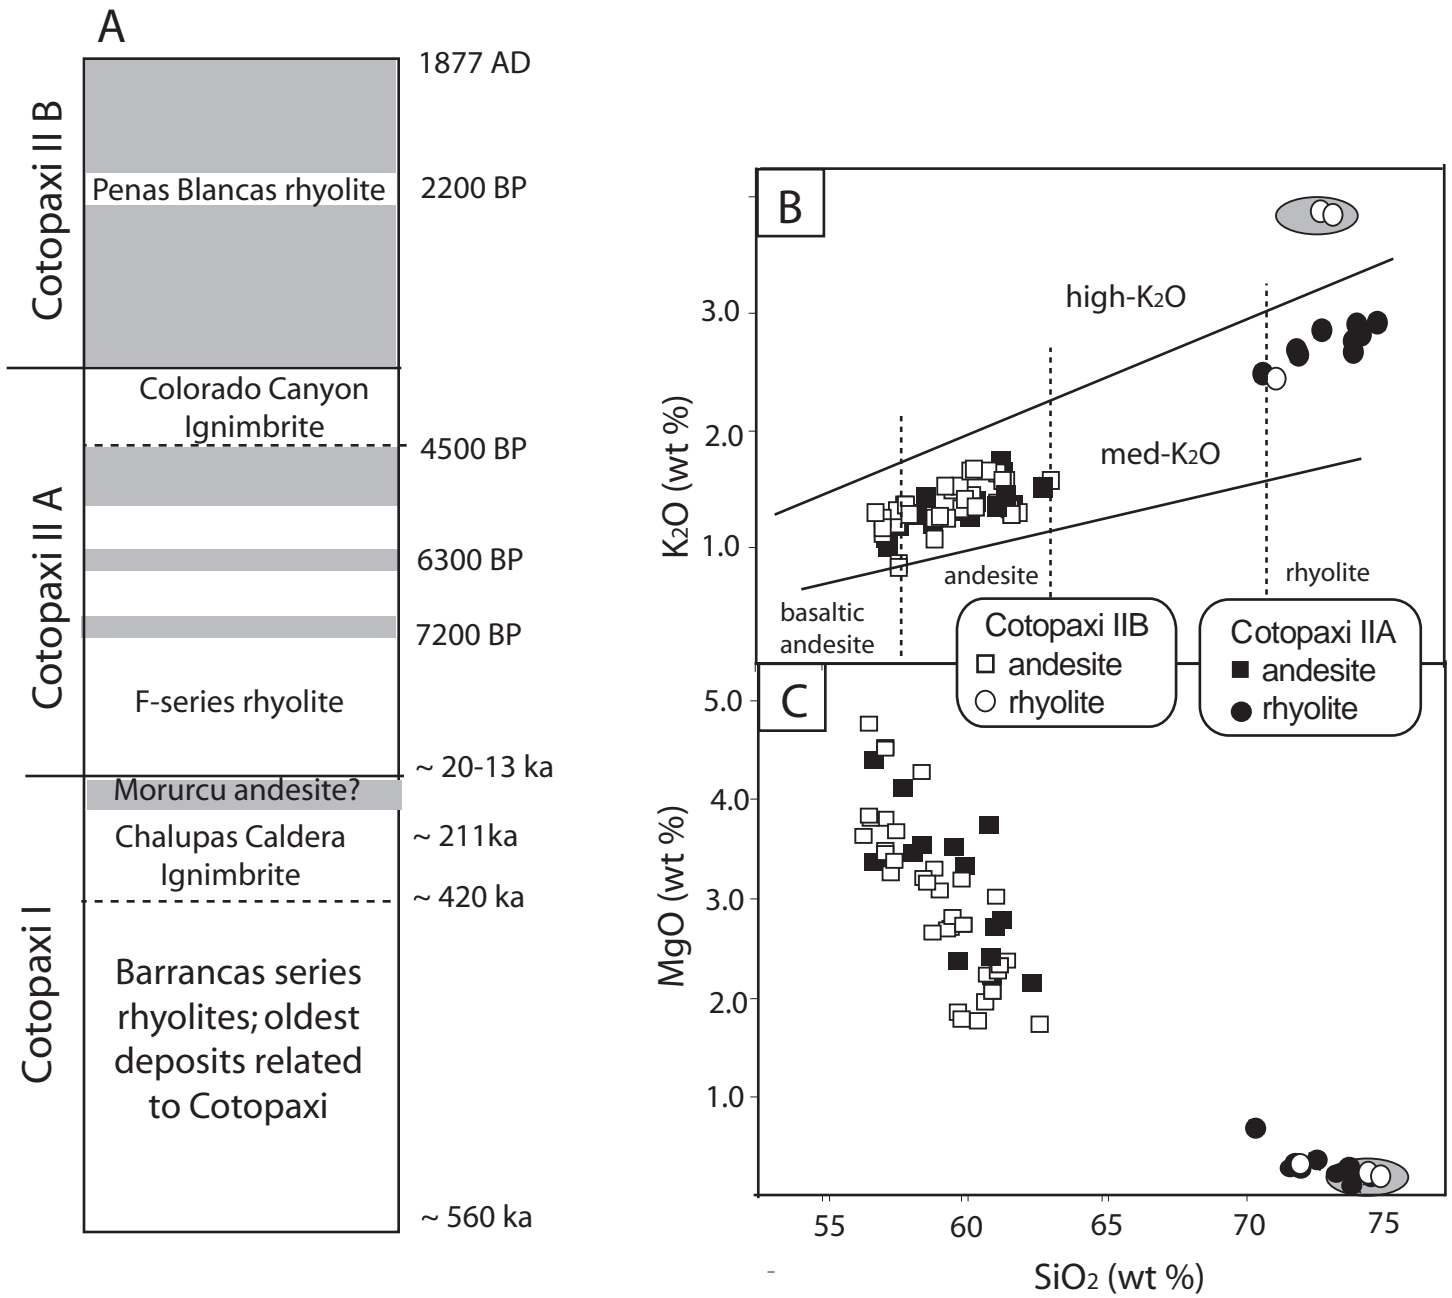 A
Cotopaxi II B
Cotopaxi II A
Cotopaxi I
1877 AD
Penas Blancas rhyolite
2200 BP
Colorado Canyon
Ignimbrite
4500 BP
6300 BP
7200 BP
F-series rhyolite
~ 20-13 ka
Morurcu andesite?
Chalupas Caldera
Ignimbrite
~ 211ka
~ 420 ka
Barrancas series
rhyolites; oldest
deposits related
to Cotopaxi
~ 560 ka
B
K2O (wt %)
3.0
2.0
1.0
high-K2O
med-K2O
basaltic
andesite
andesite
rhyolite
Cotopaxi IIB
andesite
rhyolite
Cotopaxi IIA
andesite
rhyolite
C
MgO (wt %)
5.0
4.0
3.0
2.0
1.0
55
60
65
70
75
SiO2 (wt %)